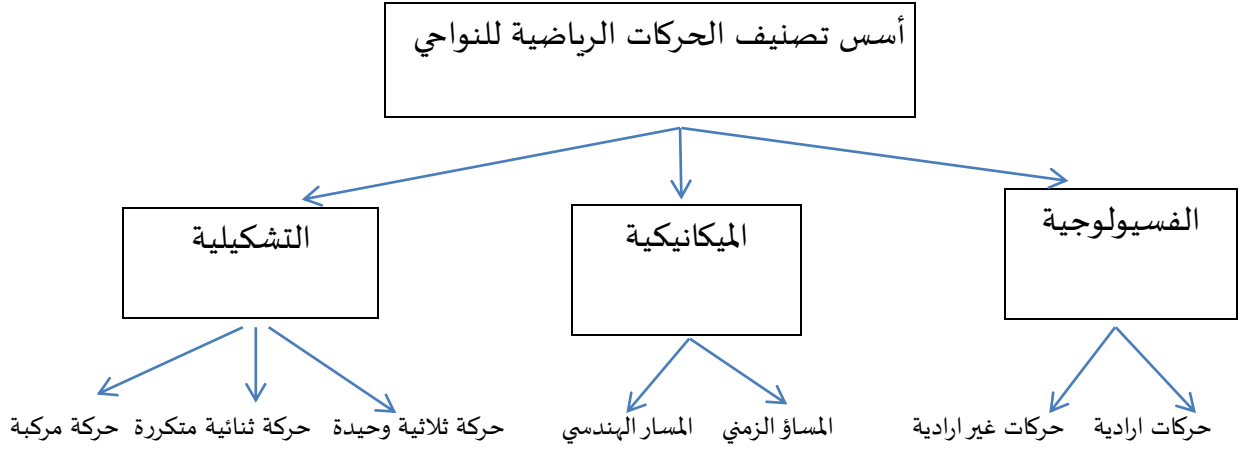 أسس تصنيف الحركات الرياضية للنواحي
الفسيولوجية
الميكانيكية
التشكيلية
حركات ارادية
حركات غير ارادية
المساؤ الزمني
المسار الهندسي
حركة ثلاثية وحيدة
حركة ثنائية متكررة
حركة مركبة